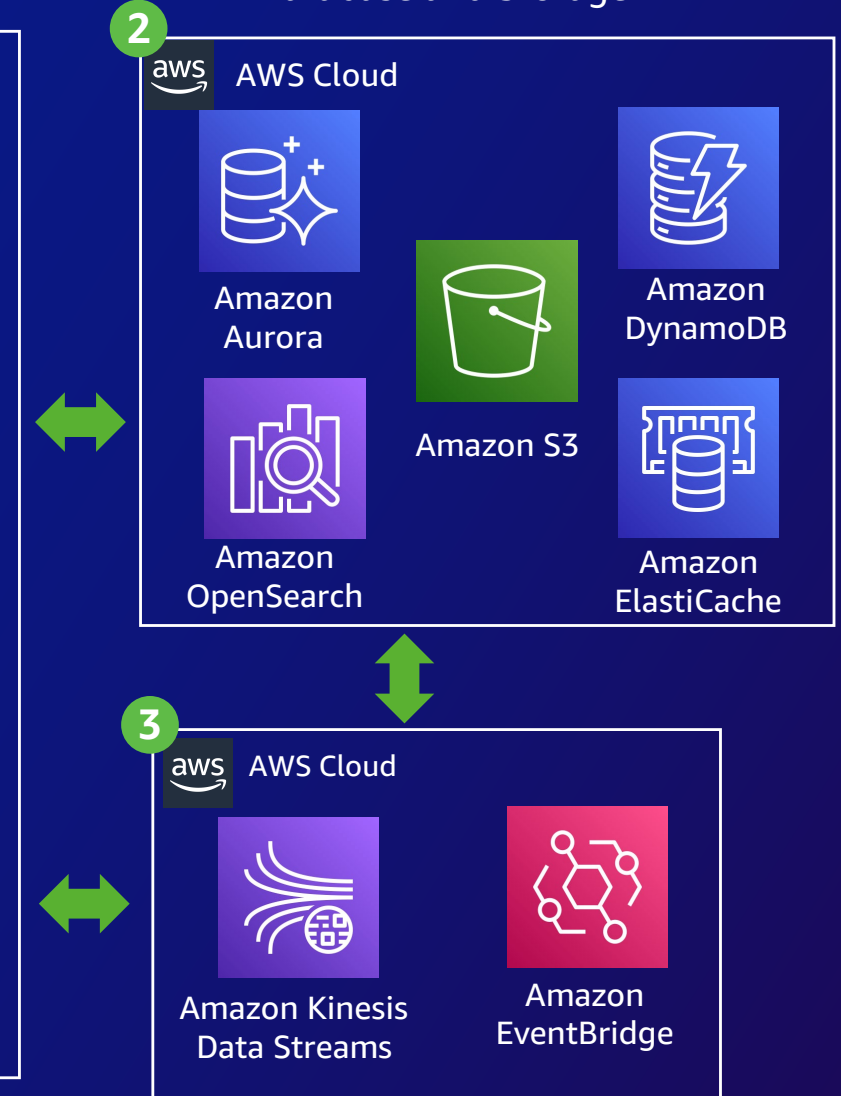 2
aws
AWS Cloud
Amazon
Aurora
Amazon
DynamoDB
Amazon S3
Amazon
OpenSearch
Amazon
ElastiCache
3
aws
AWS Cloud
Amazon Kinesis
Data Streams
Amazon
EventBridge